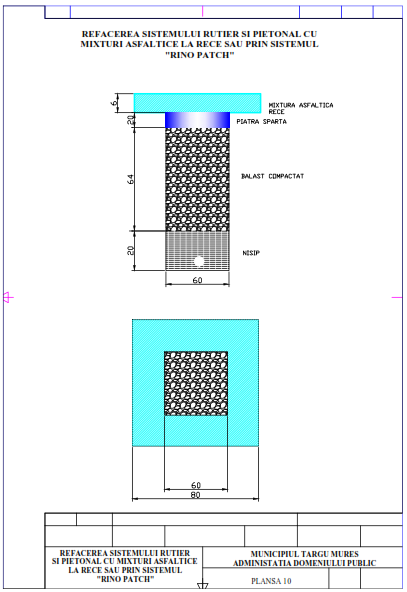 REFACEREA SISTEMULUI RUTIER SI PIETONAL CU
MIXTURI ASFALTICE LA RECE SAU PRIN SISTEMUL
"RINO PATCH"
6
MIXTURA ASFALTICA
RECE
20
PIATRA SPARTA
64
BALAST COMPACTAT
20
NISIP
60
60
80
REFACEREA SISTEMULUI RUTIER
SI PIETONAL CU MIXTURI ASFALTICE
LA RECE SAU PRIN SISTEMUL
"RINO PATCH"
MUNICIPIUL TARGU MURES
ADMINISTATIA DOMENIULUI PUBLIC
PLANSA 10